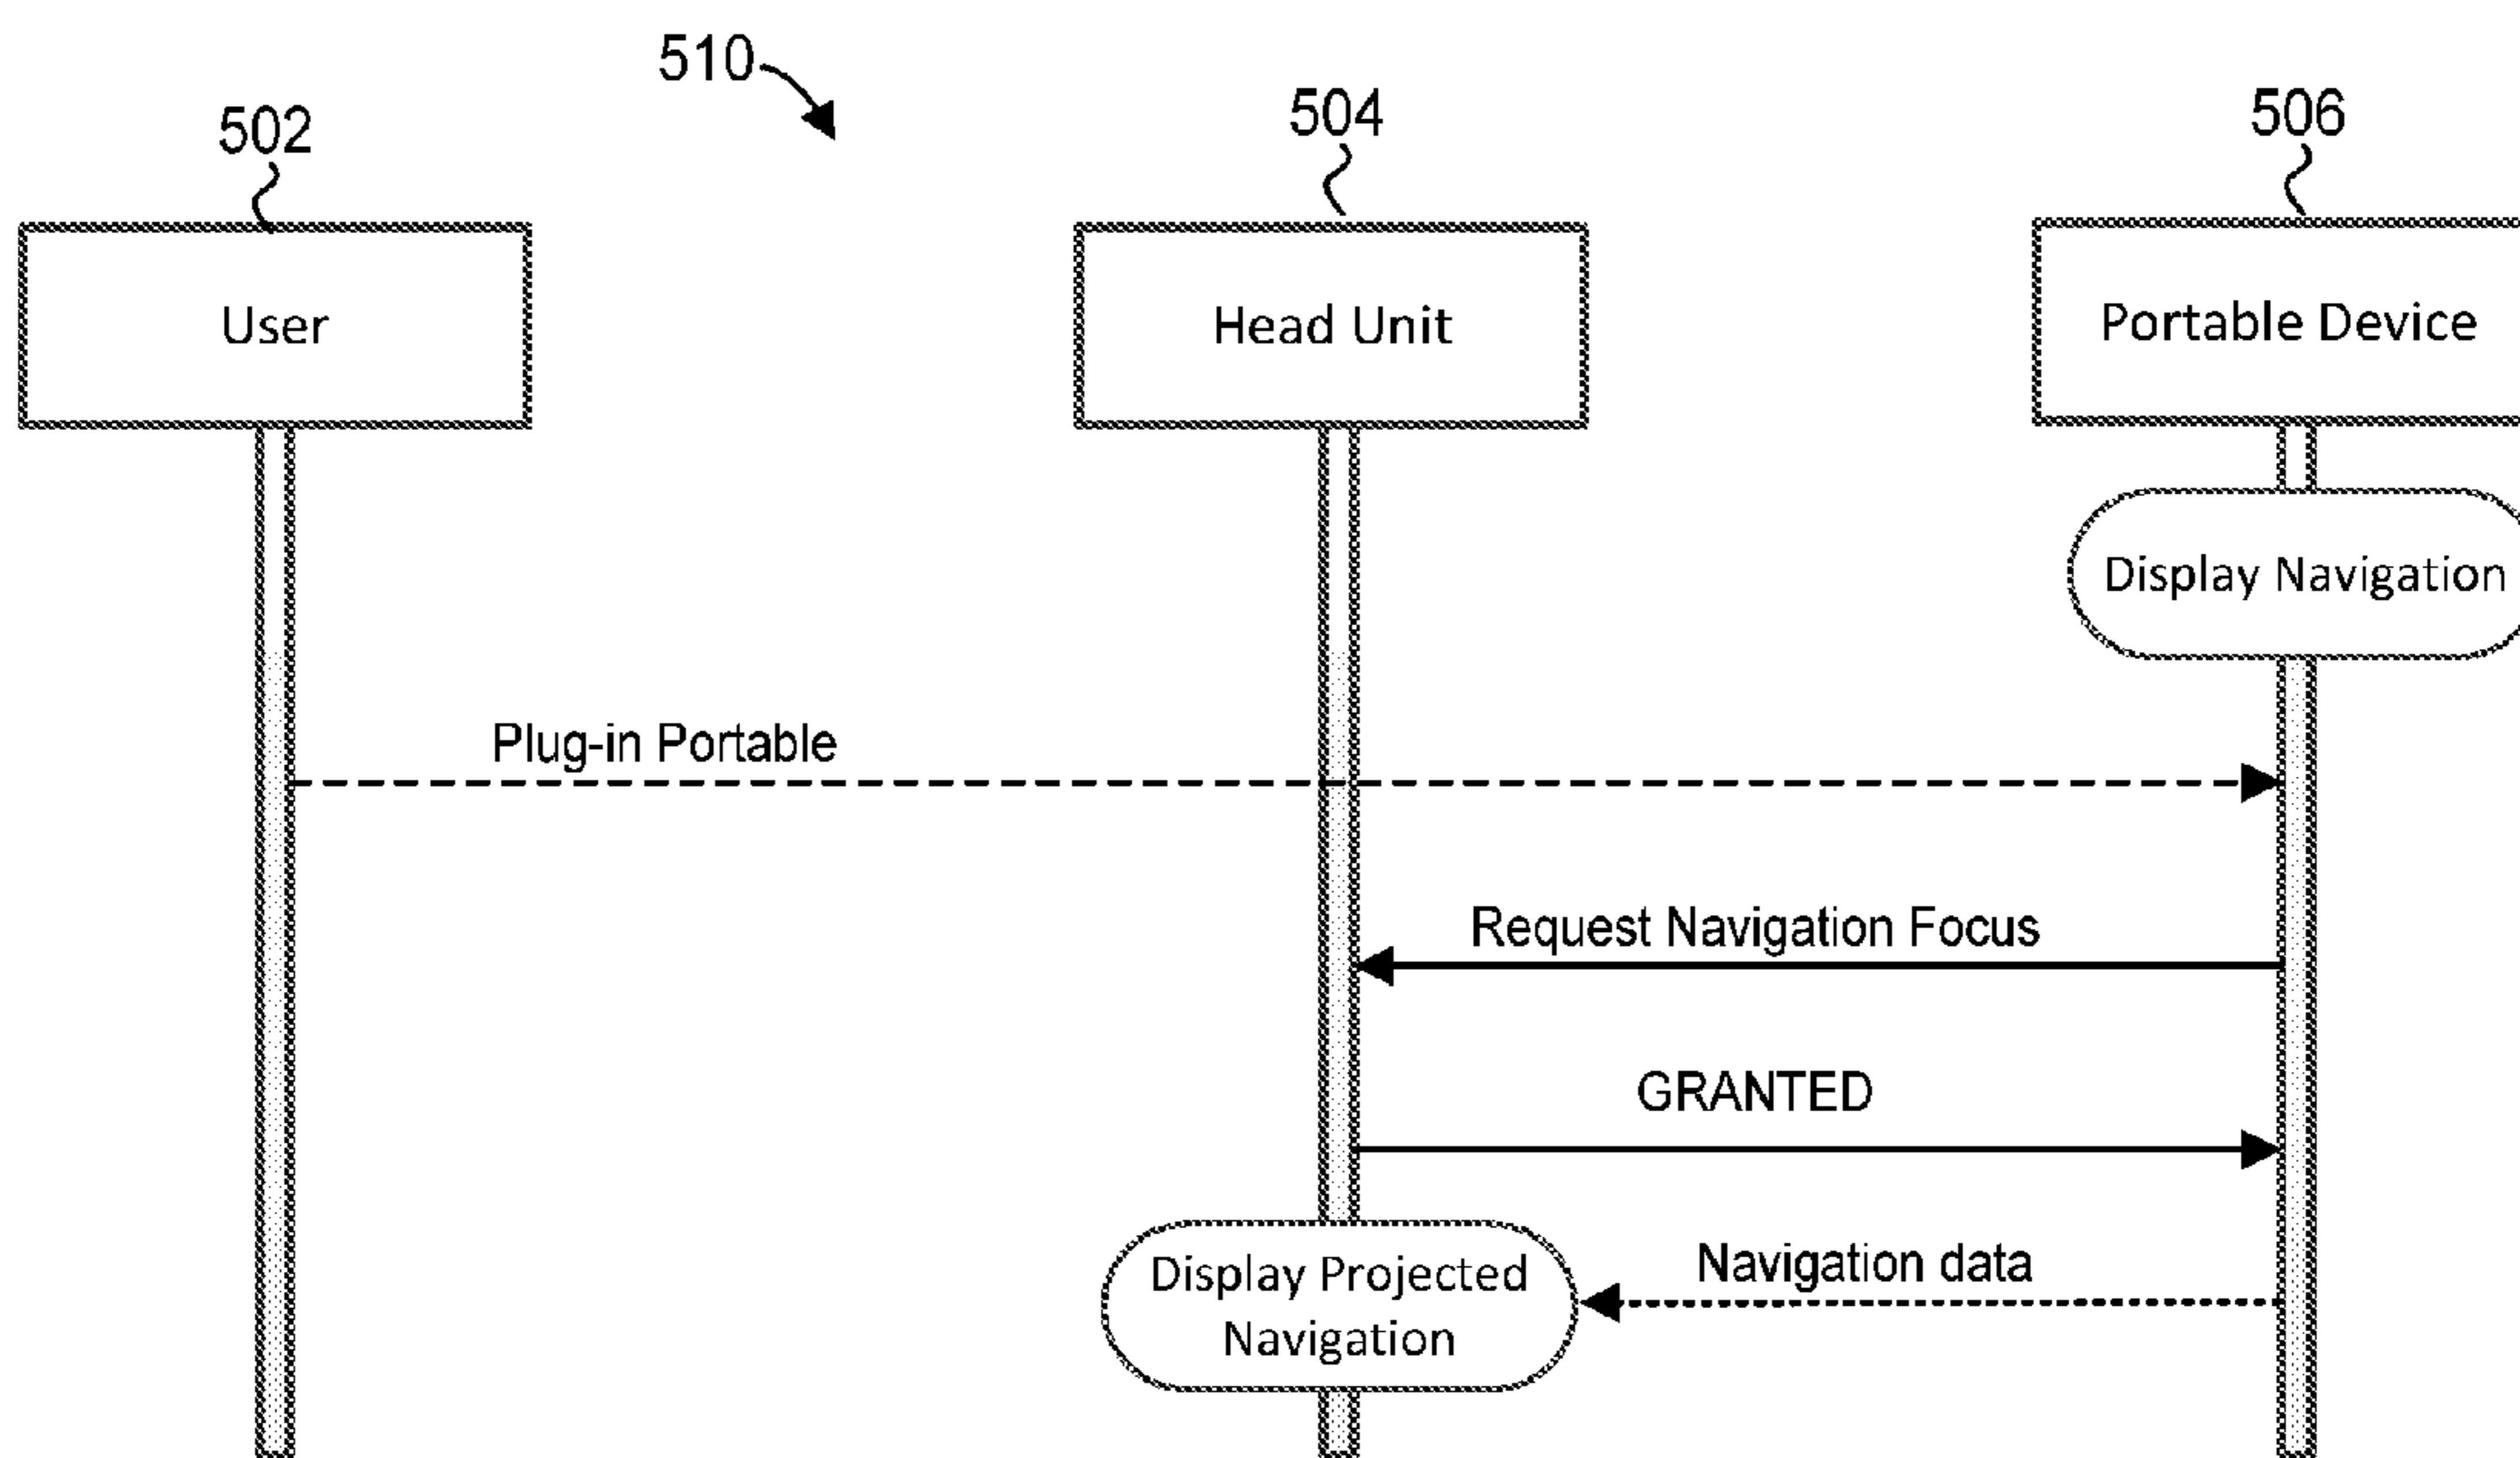 510
502
504
506
User
Head Unit
Portable Device
Display Navigation
Plug-in Portable
Request Navigation Focus
GRANTED
Display Projected
Navigation
Navigation data